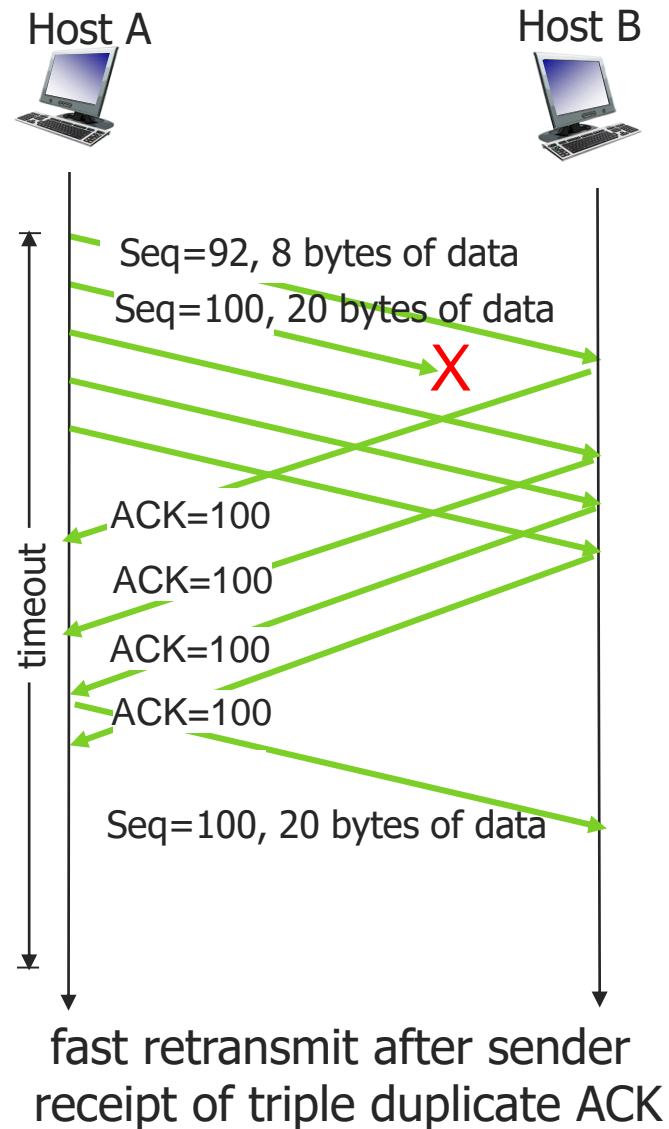 Host A
Host B
Seq=92, 8 bytes of data
Seq=100, 20 bytes of data
X
ACK=100
timeout
ACK=100
ACK=100
ACK=100
Seq=100, 20 bytes of data
fast retransmit after sender
receipt of triple duplicate ACK